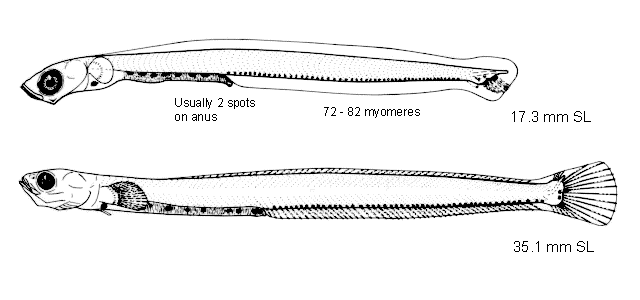 Usually 2 spots
on anus
72 - 82 myomeres
17.3 mm SL
35.1 mm SL